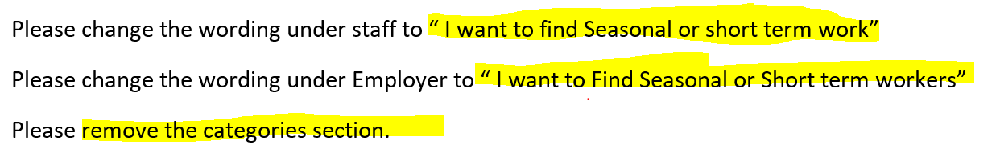 Please change the wording under staff to “ I want to find Seasonal or short term work”
Please change the wording under Employer to “ I want to Find Seasonal or Short term workers”
Please remove the categories section.